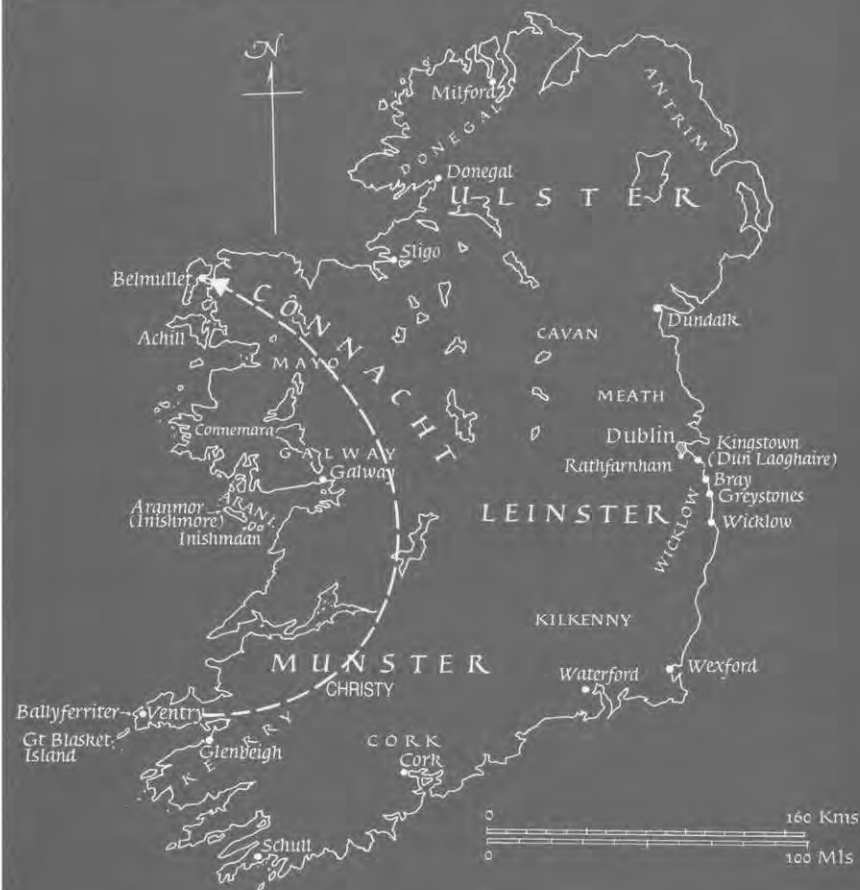 N
Milford
DONEGAL
ANTRIM
Donegal
ULSTER
Sligo
Belmullet
CONNACHT
Achill
MAYO
CAVAN
Dundalk
MEATH
Connemara
GALWAY
Galway
Dublin
Kingstown
(Dun Laoghaire)
Rathfarnham
Bray
Greystones
WICKLOW
Wicklow
Aranmor
(Inishmore)
ARAN I.
Inishmaan
LEINSTER
KILKENNY
MUNSTER
CHRISTY
Waterford
Wexford
Ballyferriter
Ventry
Gt Blasket
Island
Glenbeigh
KERRY
CORK
Cork
Schull
0 160 Kms
0 100 Mls